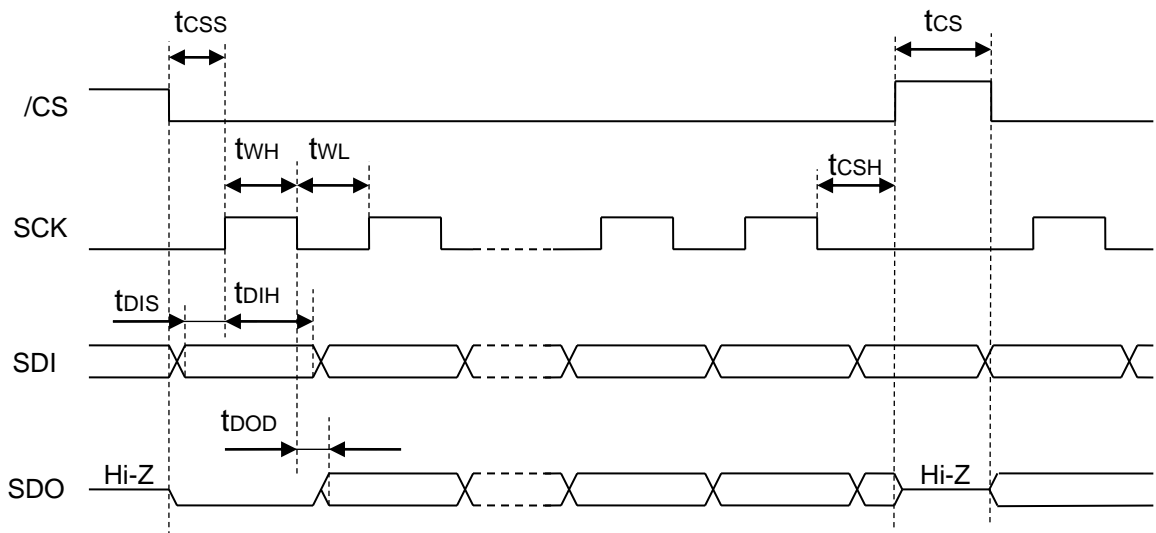 tCSS
tCS
/CS
tWH
tWL
tCSH
SCK
tDIS
tDIH
SDI
tDOD
SDO
Hi-Z
Hi-Z